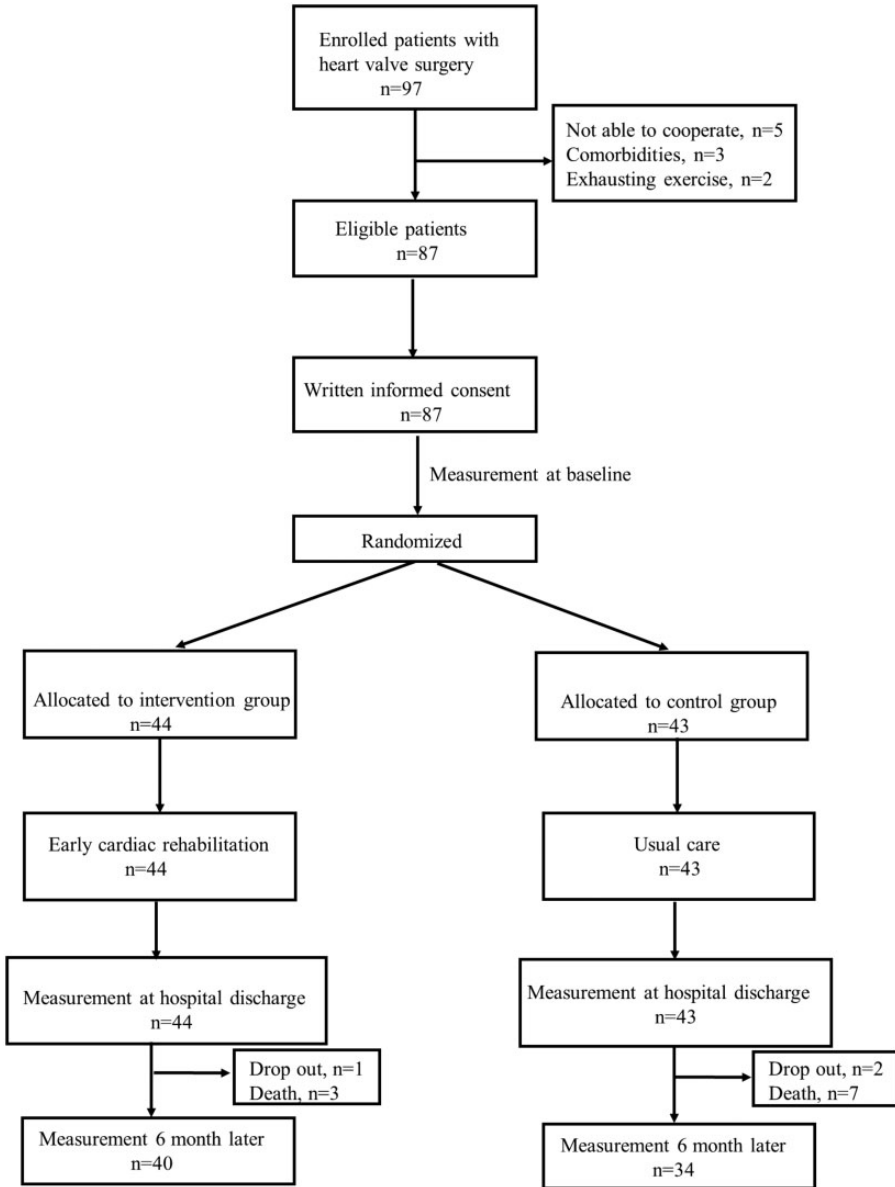 Enrolled patients with
heart valve surgery
n=97
Not able to cooperate, n=5
Comorbidities, n=3
Exhausting exercise, n=2
Eligible patients
n=87
Written informed consent
n=87
Measurement at baseline
Randomized
Allocated to intervention group
n=44
Allocated to control group
n=43
Early cardiac rehabilitation
n=44
Usual care
n=43
Measurement at hospital discharge
n=44
Measurement at hospital discharge
n=43
Drop out, n=1
Death, n=3
Drop out, n=2
Death, n=7
Measurement 6 month later
n=40
Measurement 6 month later
n=34